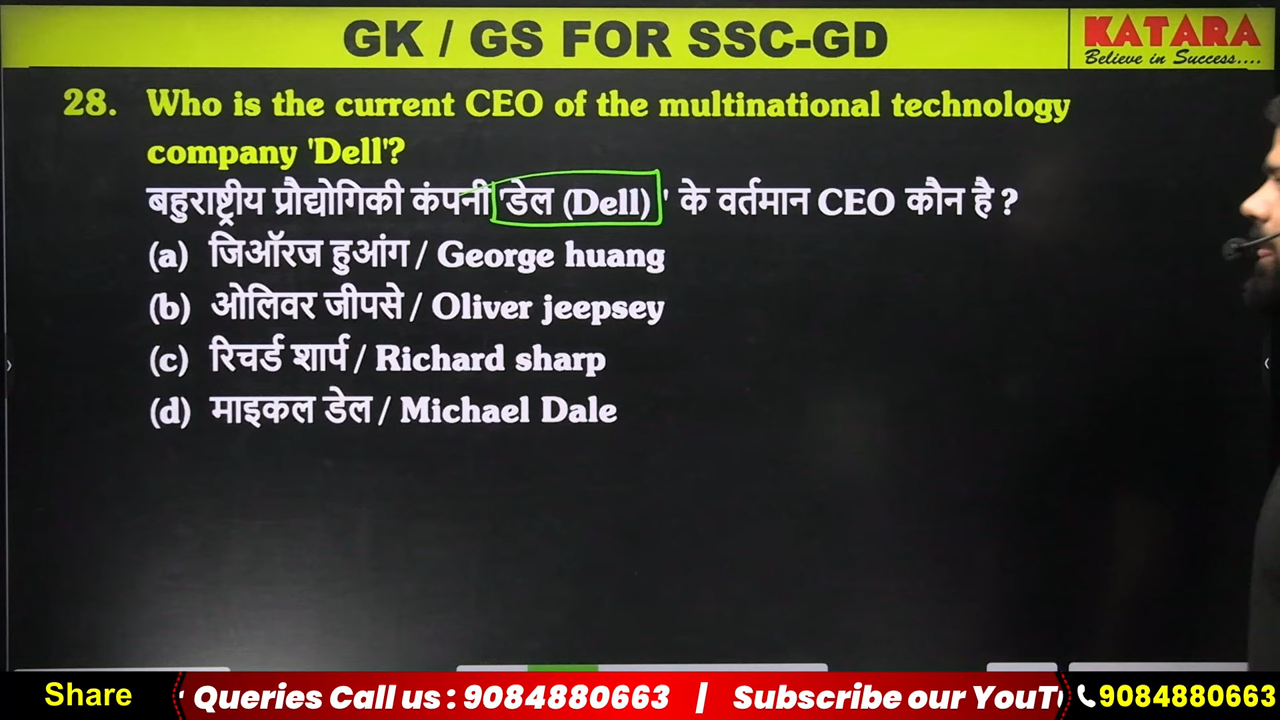 GK / GS FOR SSC-GD
KATARA
Believe in Success....
28. Who is the current CEO of the multinational technology
company 'Dell'?
बहुराष्ट्रीय प्रौद्योगिकी कंपनी 'डेल (Dell) ' के वर्तमान CEO कौन है ?
(a) जिऑरज हुआंग / George huang
(b) ओलिवर जीपसे / Oliver jeepsey
(c) रिचर्ड शार्प / Richard sharp
(d) माइकल डेल / Michael Dale
Share
Queries Call us : 9084880663 | Subscribe our YouTu
9084880663